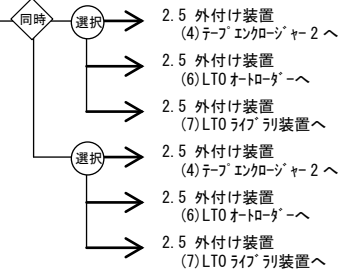 同時
選択
2.5 外付け装置
(4)ﾃｰﾌﾟｴﾝｸﾛｰｼﾞｬｰ2 へ
2.5 外付け装置
(6)LTO ｵｰﾄﾛｰﾀﾞｰへ
2.5 外付け装置
(7)LTO ﾗｲﾌﾞﾗﾘ装置へ
選択
2.5 外付け装置
(4)ﾃｰﾌﾟｴﾝｸﾛｰｼﾞｬｰ2 へ
2.5 外付け装置
(6)LTO ｵｰﾄﾛｰﾀﾞｰへ
2.5 外付け装置
(7)LTO ﾗｲﾌﾞﾗﾘ装置へ